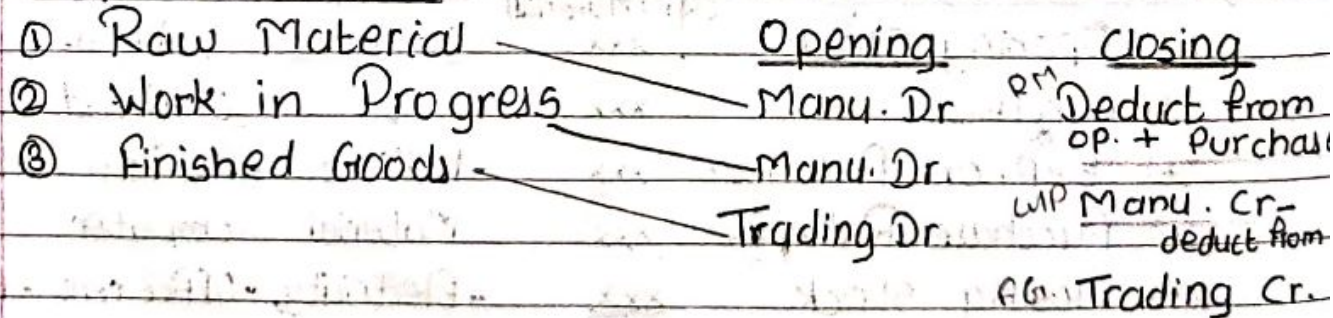 ① Raw Material Opening Closing
② Work in Progress Manu. Dr RM Deduct from
OP. + Purchase
③ Finished Goods Manu. Dr.
Trading Dr. WIP Manu. Cr-
deduct from
FG. Trading Cr.